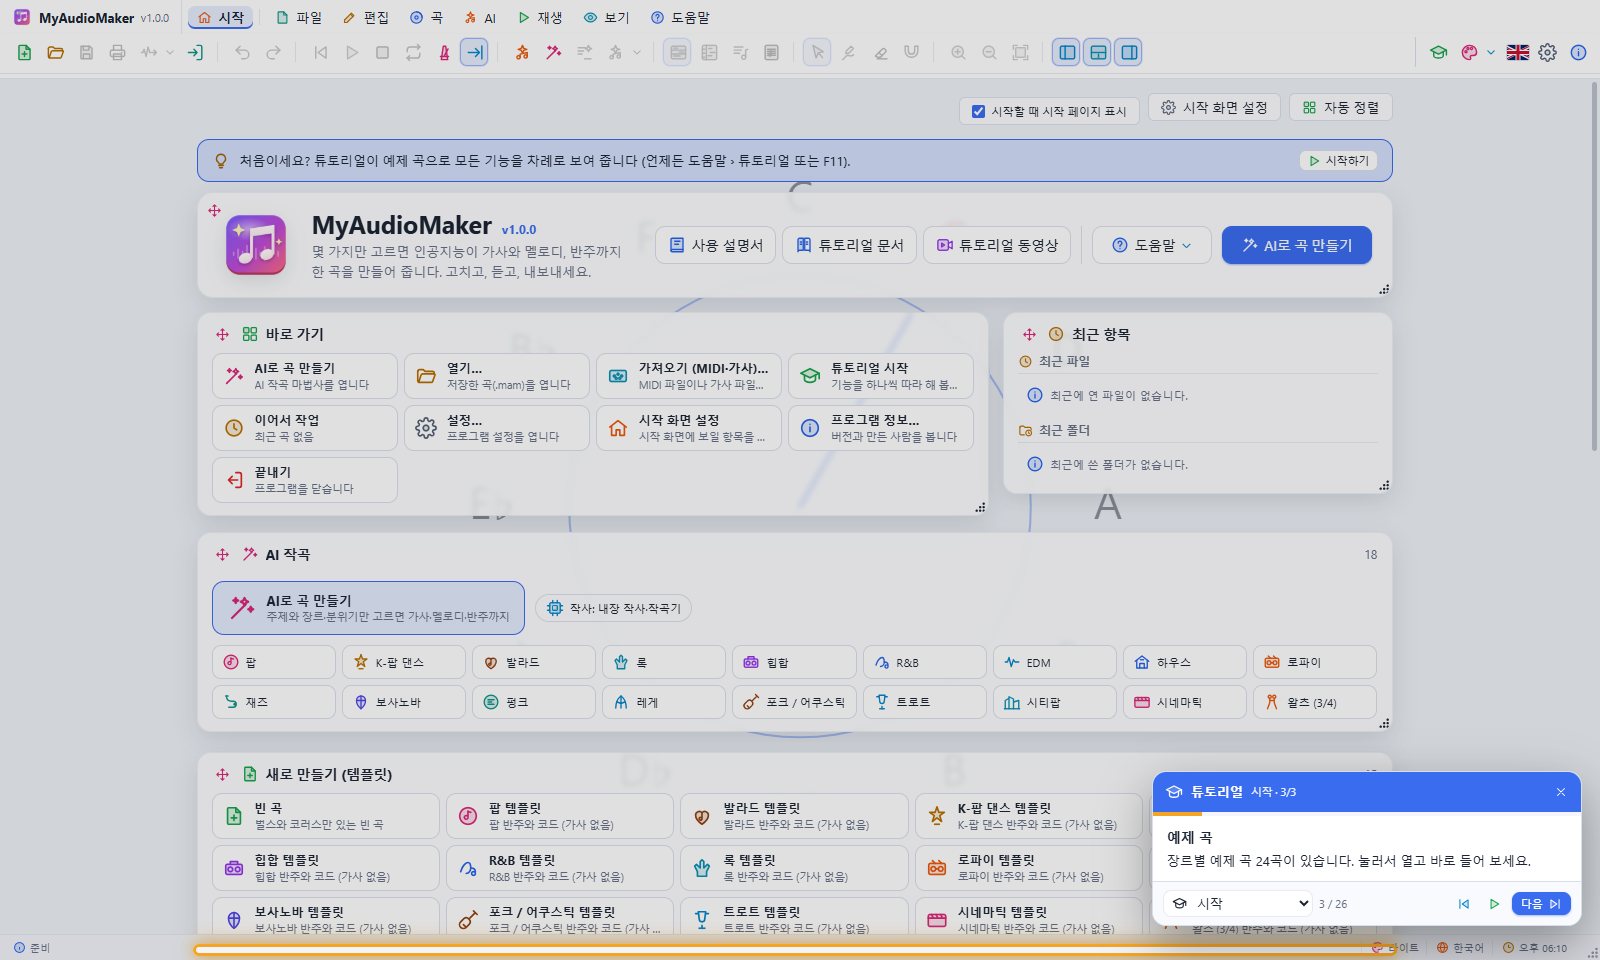 MyAudioMaker v1.0.0 시작 파일 편집 곡 AI 재생 보기 도움말
시작할 때 시작 페이지 표시 시작 화면 설정 자동 정렬
처음이세요? 튜토리얼이 예제 곡으로 모든 기능을 차례로 보여 줍니다 (언제든 도움말 › 튜토리얼 또는 F11). 시작하기
C
MyAudioMaker v1.0.0
몇 가지만 고르면 인공지능이 가사와 멜로디, 반주까지
한 곡을 만들어 줍니다. 고치고, 듣고, 내보내세요.
사용 설명서 튜토리얼 문서 튜토리얼 동영상 도움말 AI로 곡 만들기
바로 가기
AI로 곡 만들기
AI 작곡 마법사를 엽니다
열기...
저장한 곡(.mam)을 엽니다
가져오기 (MIDI·가사)...
MIDI 파일이나 가사 파일...
튜토리얼 시작
기능을 하나씩 따라 해 봅...
이어서 작업
최근 곡 없음
설정...
프로그램 설정을 엽니다
시작 화면 설정
시작 화면에 보일 항목을 ...
프로그램 정보...
버전과 만든 사람을 봅니다
끝내기
프로그램을 닫습니다
최근 항목
최근 파일
최근에 연 파일이 없습니다.
최근 폴더
최근에 쓴 폴더가 없습니다.
B♭
E♭
A
AI 작곡 18
AI로 곡 만들기
주제와 장르·분위기만 고르면 가사·멜로디·반주까지
작사: 내장 작사·작곡기
팝 K-팝 댄스 발라드 록 힙합 R&B EDM 하우스 로파이
재즈 보사노바 펑크 레게 포크 / 어쿠스틱 트로트 시티팝 시네마틱 왈츠 (3/4)
D♭ B
새로 만들기 (템플릿)
빈 곡
벌스와 코러스만 있는 빈 곡
팝 템플릿
팝 반주와 코드 (가사 없음)
발라드 템플릿
발라드 반주와 코드 (가사 없음)
K-팝 댄스 템플릿
K-팝 댄스 반주와 코드 (가사 없음)
힙합 템플릿
힙합 반주와 코드 (가사 없음)
R&B 템플릿
R&B 반주와 코드 (가사 없음)
록 템플릿
록 반주와 코드 (가사 없음)
로파이 템플릿
로파이 반주와 코드 (가사 없음)
보사노바 템플릿
보사노바 반주와 코드 (가사 없음)
포크 / 어쿠스틱 템플릿
포크 / 어쿠스틱 반주와 코드 (가사 ...
트로트 템플릿
트로트 반주와 코드 (가사 없음)
시네마틱 템플릿
시네마틱 반주와 코드 (가사 없음)
왈츠 (3/4) 반주와 코드 (가사 없음)
튜토리얼 시작 · 3/3
예제 곡
장르별 예제 곡 24곡이 있습니다. 눌러서 열고 바로 들어 보세요.
시작 3 / 26 다음
준비 라이트 한국어 오후 06:10